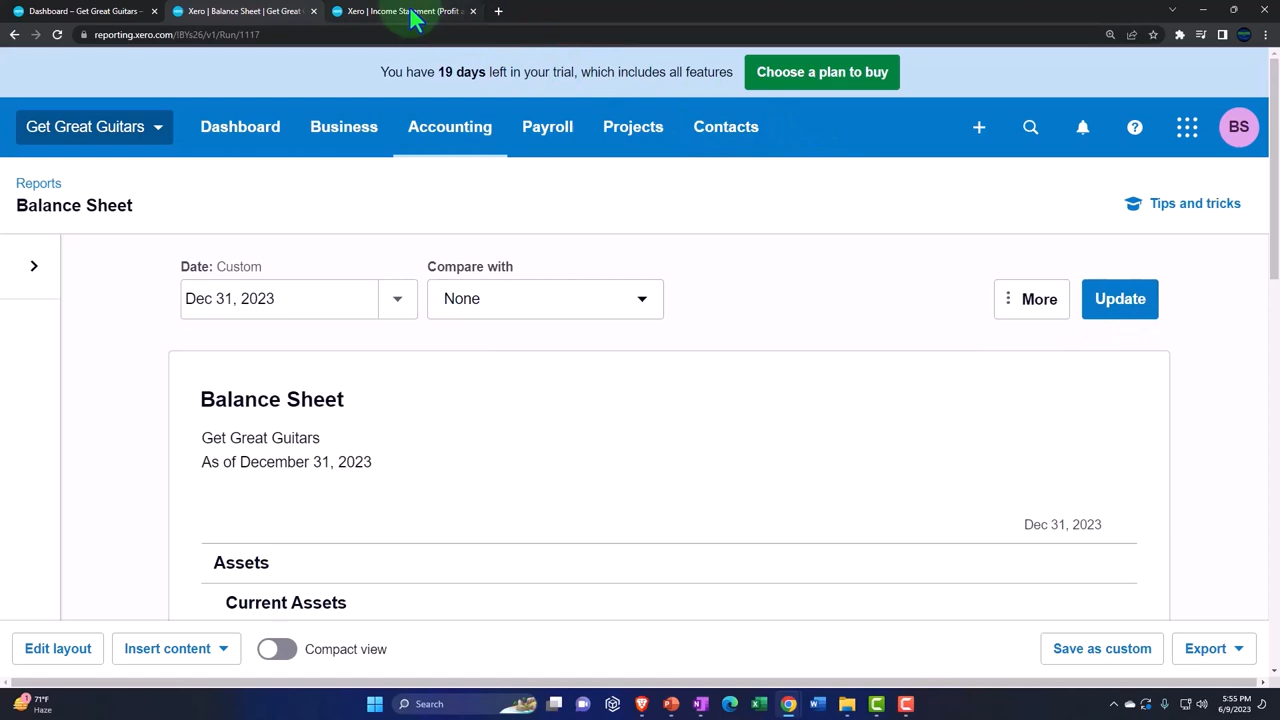 Dashboard – Get Great Guitars –
Xero | Balance Sheet | Get Great
Xero | Income Statement (Profit a
reporting.xero.com/!BYs26/v1/Run/1117
You have 19 days left in your trial, which includes all features
Choose a plan to buy
Get Great Guitars
Dashboard
Business
Accounting
Payroll
Projects
Contacts
BS
Reports
Balance Sheet
Tips and tricks
Date: Custom
Compare with
Dec 31, 2023
None
More
Update
Balance Sheet
Get Great Guitars
As of December 31, 2023
Dec 31, 2023
Assets
Current Assets
Edit layout
Insert content
Compact view
Save as custom
Export
71°F
Haze
Search
5:55 PM
6/9/2023